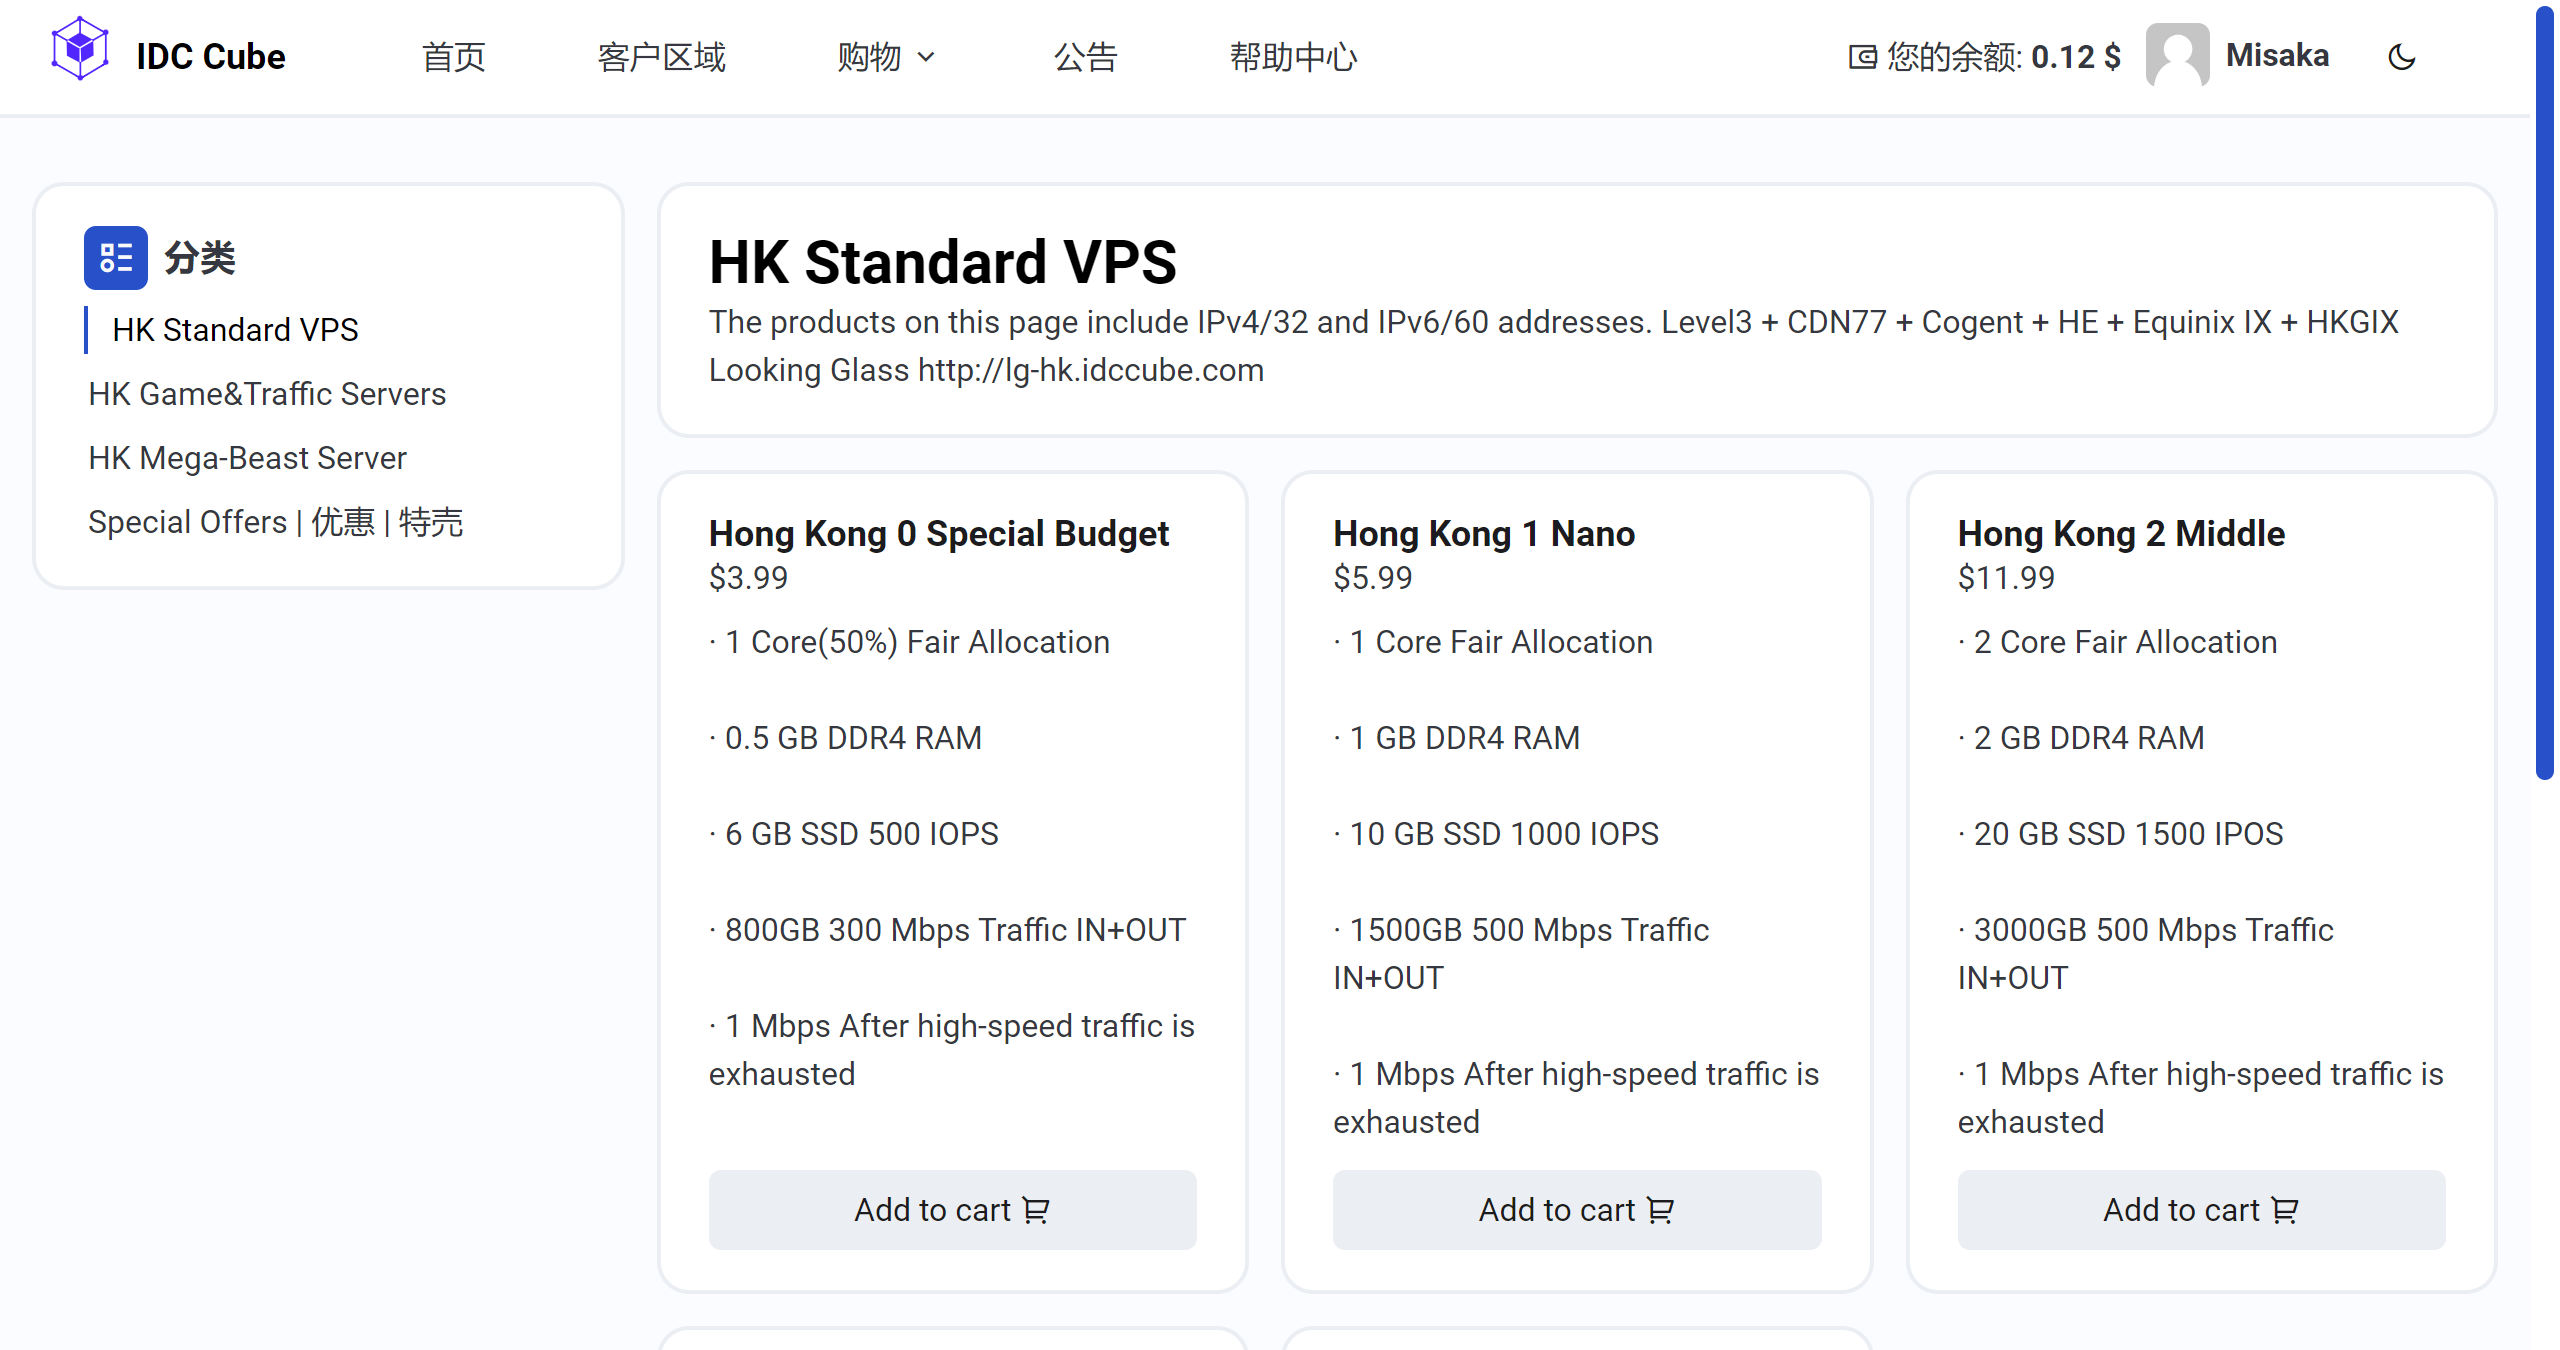 IDC Cube
首页
客户区域
购物
公告
帮助中心
您的余额: 0.12 $
Misaka
分类
HK Standard VPS
HK Game&Traffic Servers
HK Mega-Beast Server
Special Offers | 优惠 | 特売
HK Standard VPS
The products on this page include IPv4/32 and IPv6/60 addresses. Level3 + CDN77 + Cogent + HE + Equinix IX + HKGIX
Looking Glass http://lg-hk.idccube.com
Hong Kong 0 Special Budget
$3.99
· 1 Core(50%) Fair Allocation
· 0.5 GB DDR4 RAM
· 6 GB SSD 500 IOPS
· 800GB 300 Mbps Traffic IN+OUT
· 1 Mbps After high-speed traffic is
exhausted
Add to cart
Hong Kong 1 Nano
$5.99
· 1 Core Fair Allocation
· 1 GB DDR4 RAM
· 10 GB SSD 1000 IOPS
· 1500GB 500 Mbps Traffic
IN+OUT
· 1 Mbps After high-speed traffic is
exhausted
Add to cart
Hong Kong 2 Middle
$11.99
· 2 Core Fair Allocation
· 2 GB DDR4 RAM
· 20 GB SSD 1500 IPOS
· 3000GB 500 Mbps Traffic
IN+OUT
· 1 Mbps After high-speed traffic is
exhausted
Add to cart